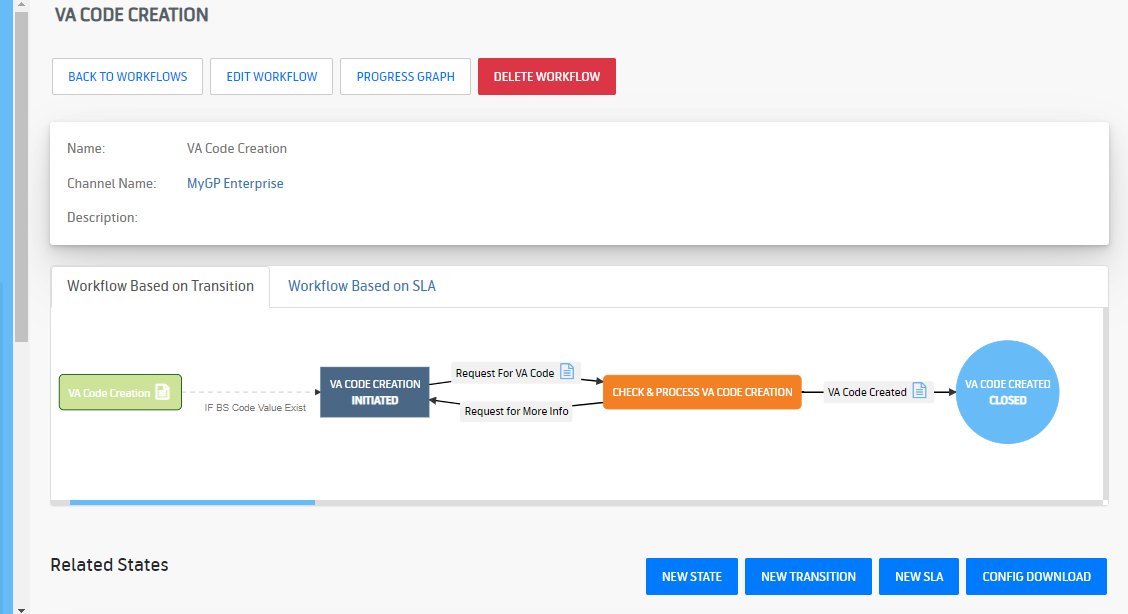 VA CODE CREATION
BACK TO WORKFLOWS
EDIT WORKFLOW
PROGRESS GRAPH
DELETE WORKFLOW
Name: VA Code Creation
Channel Name: MyGP Enterprise
Description:
Workflow Based on Transition
Workflow Based on SLA
VA Code Creation
IF BS Code Value Exist
VA CODE CREATION
INITIATED
Request For VA Code
Request for More Info
CHECK & PROCESS VA CODE CREATION
VA Code Created
VA CODE CREATED
CLOSED
Related States
NEW STATE
NEW TRANSITION
NEW SLA
CONFIG DOWNLOAD